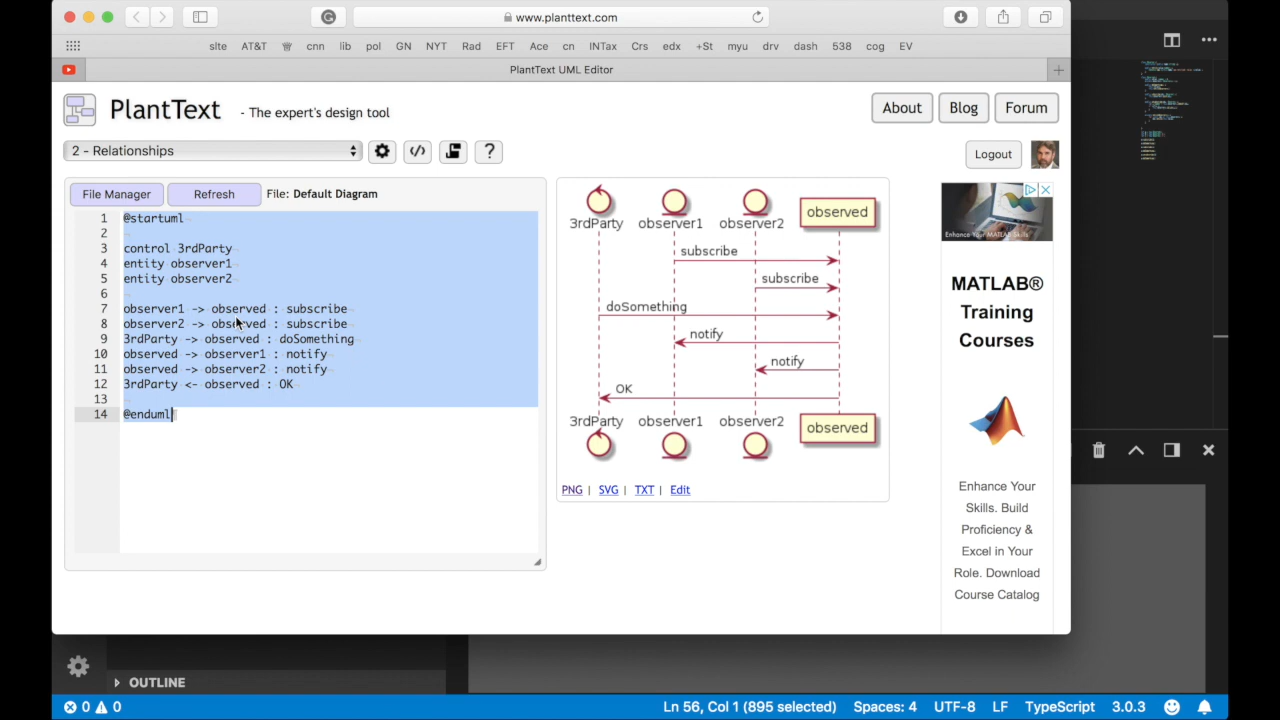 www.planttext.com
slte AT&T cnn lib pol GN NYT Rad EFT Ace cn INTax Crs edx +St myu drv dash 538 cog EV
PlantText UML Editor
PlantText - The expert's design tool
About Blog Forum
2 - Relationships
?
Logout
File Manager Refresh File: Default Diagram
1 @startuml
2
3 control 3rdParty
4 entity observer1
5 entity observer2
6
7 observer1 -> observed : subscribe
8 observer2 -> observed : subscribe
9 3rdParty -> observed : doSomething
10 observed -> observer1 : notify
11 observed -> observer2 : notify
12 3rdParty <- observed : OK
13
14 @enduml
3rdParty observer1 observer2 observed
subscribe
subscribe
doSomething
notify
notify
OK
3rdParty observer1 observer2 observed
PNG | SVG | TXT | Edit
Enhance Your MATLAB Skills.
MATLAB®
Training
Courses
Enhance Your
Skills. Build
Proficiency &
Excel in Your
Role. Download
Course Catalog
OUTLINE
0 0 Ln 56, Col 1 (895 selected) Spaces: 4 UTF-8 LF TypeScript 3.0.3